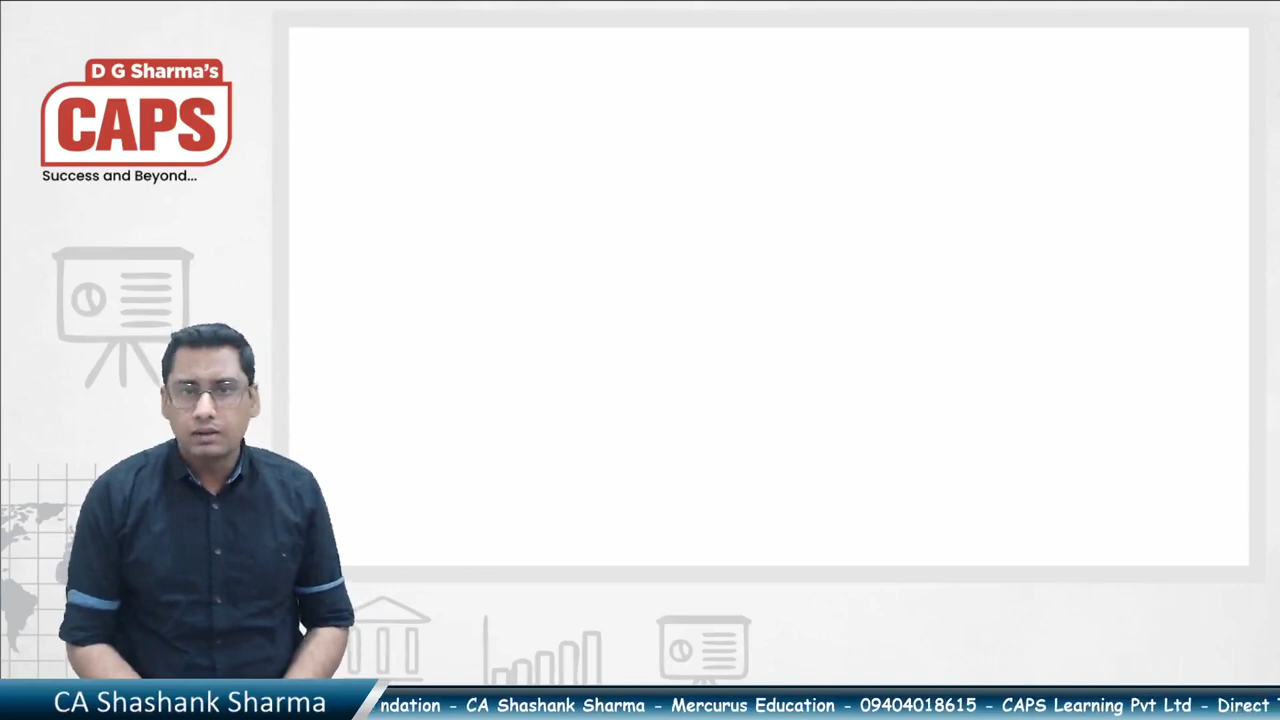 D G Sharma's
CAPS
Success and Beyond...
CA Shashank Sharma
ndation - CA Shashank Sharma - Mercurus Education - 09404018615 - CAPS Learning Pvt Ltd - Direct